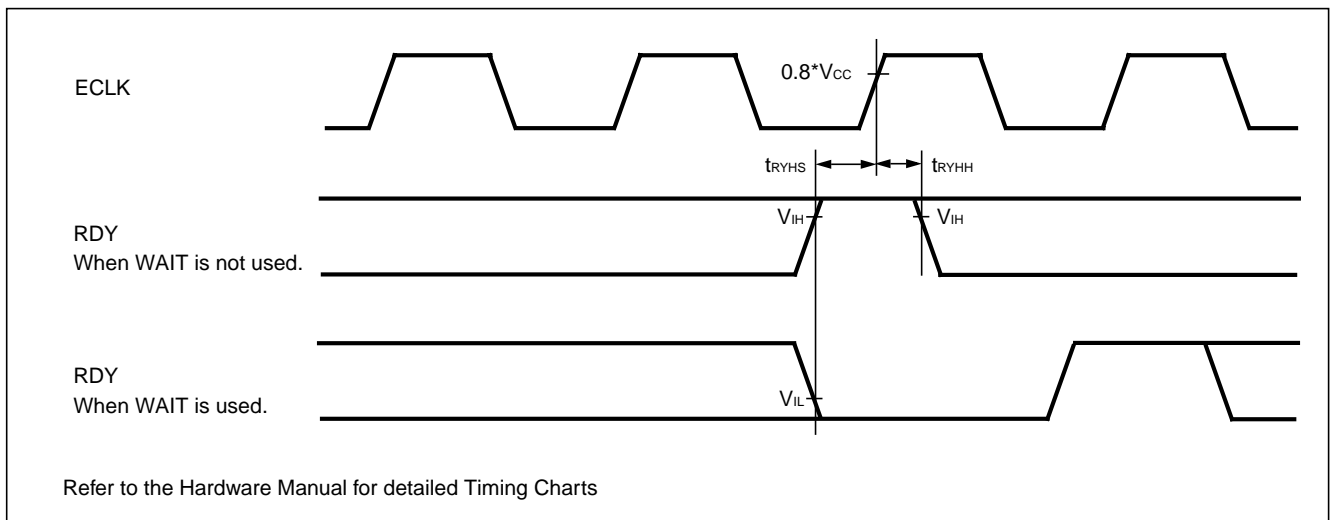 ECLK
0.8*VCC
tRYHS
tRYHH
VIH
VIH
RDY
When WAIT is not used.
RDY
When WAIT is used.
VIL
Refer to the Hardware Manual for detailed Timing Charts